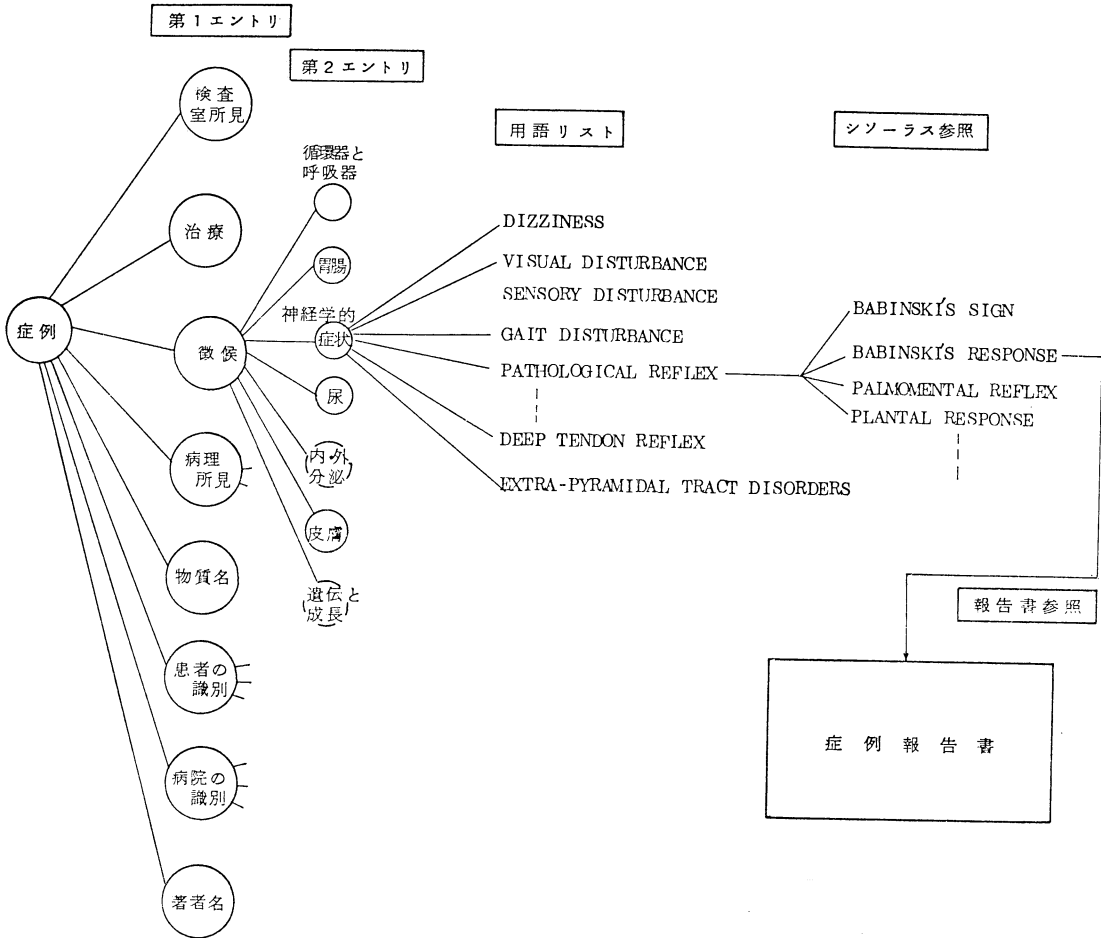 第1エントリ
第2エントリ
用語リスト
シソーラス参照
症例
検査
室所見
治療
徴侯
病理
所見
物質名
患者の
識別
病院の
識別
著者名
循環器と
呼吸器
胃腸
神経学的
症状
尿
内・外
分泌
皮膚
遺伝と
成長
DIZZINESS
VISUAL DISTURBANCE
SENSORY DISTURBANCE
GAIT DISTURBANCE
PATHOLOGICAL REFLEX
DEEP TENDON REFLEX
EXTRA-PYRAMIDAL TRACT DISORDERS
BABINSKI'S SIGN
BABINSKI'S RESPONSE
PALMOMENTAL REFLEX
PLANTAL RESPONSE
報告書参照
症例報告書